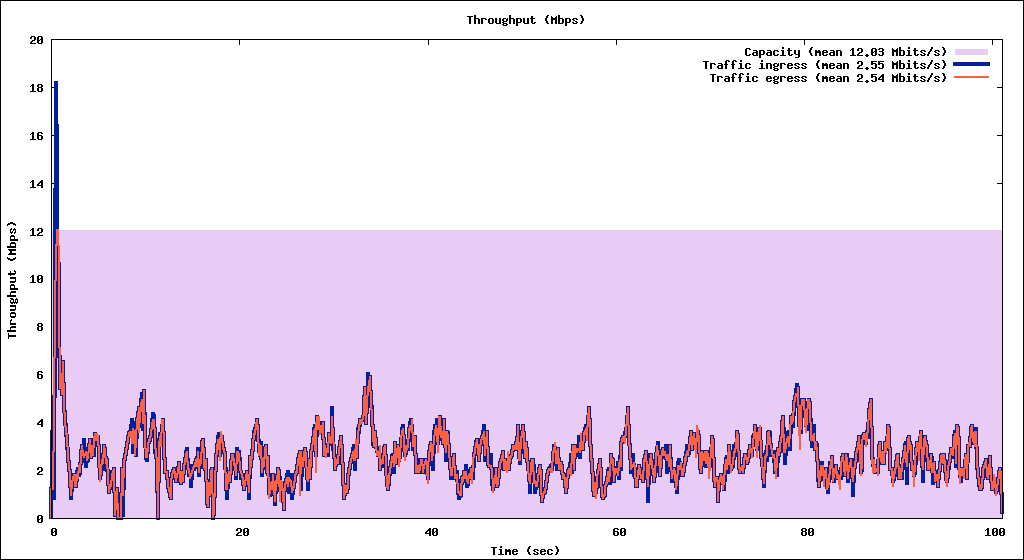 Throughput (Mbps)
Capacity (mean 12.03 Mbits/s)
Traffic ingress (mean 2.55 Mbits/s)
Traffic egress (mean 2.54 Mbits/s)
Throughput (Mbps)
20
18
16
14
12
10
8
6
4
2
0
0 20 40 60 80 100
Time (sec)